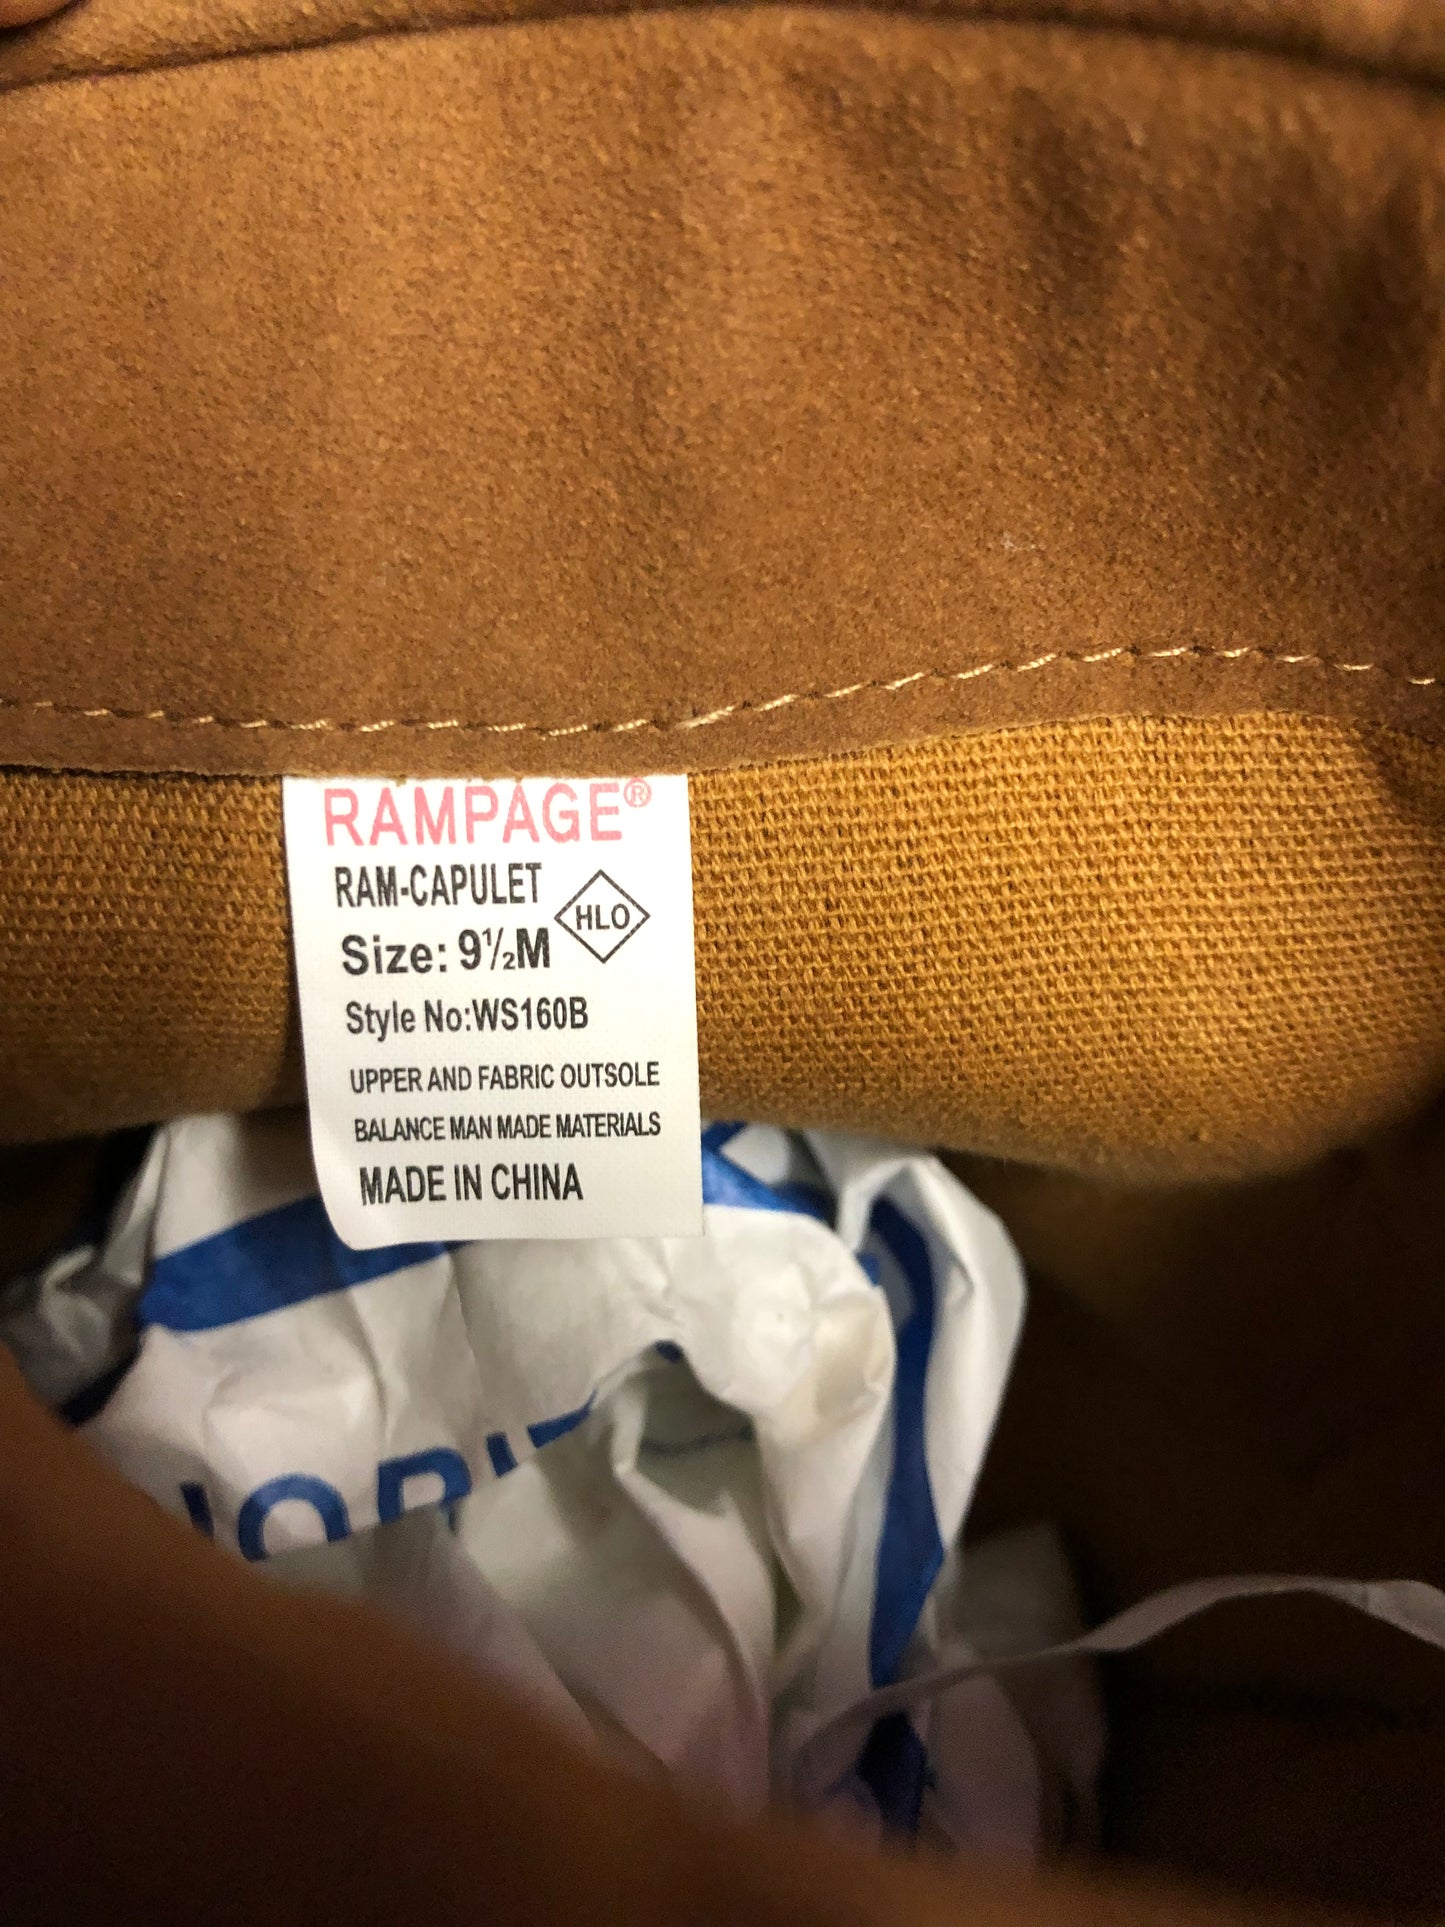 RAMPAGE®
RAM-CAPULET
HLO
Size: 9½M
Style No:WS160B
UPPER AND FABRIC OUTSOLE
BALANCE MAN MADE MATERIALS
MADE IN CHINA